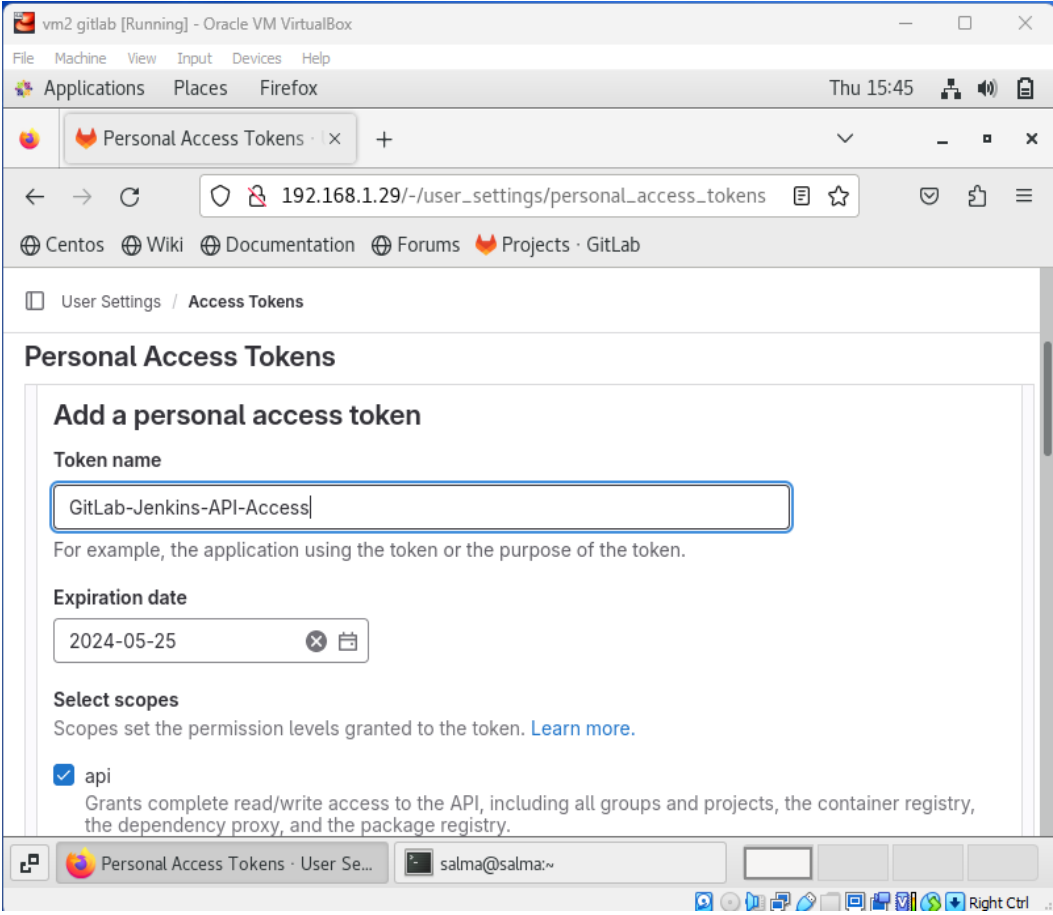 vm2 gitlab [Running] - Oracle VM VirtualBox
File Machine View Input Devices Help
Applications Places Firefox Thu 15:45
Personal Access Tokens ·
192.168.1.29/-/user_settings/personal_access_tokens
Centos Wiki Documentation Forums Projects · GitLab
User Settings / Access Tokens
Personal Access Tokens
Add a personal access token
Token name
GitLab-Jenkins-API-Access
For example, the application using the token or the purpose of the token.
Expiration date
2024-05-25
Select scopes
Scopes set the permission levels granted to the token. Learn more.
api
Grants complete read/write access to the API, including all groups and projects, the container registry,
the dependency proxy, and the package registry.
Personal Access Tokens · User Se... salma@salma:~
Right Ctrl